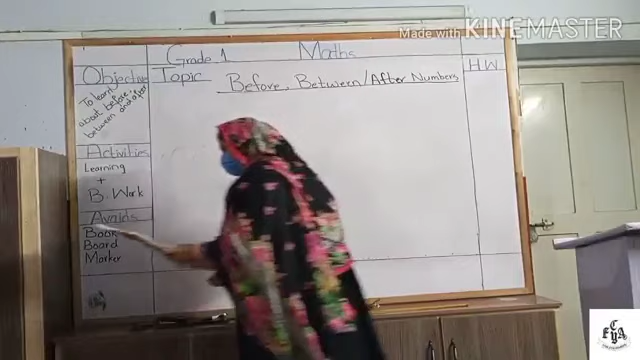 Made with KINEMASTER
Grade 1 Maths
H.W
Objective
To learn
about before,
between and after
Topic Before, Between/After Numbers
Activities
Learning
+
B. Work
Avaids
Book
Board
Marker